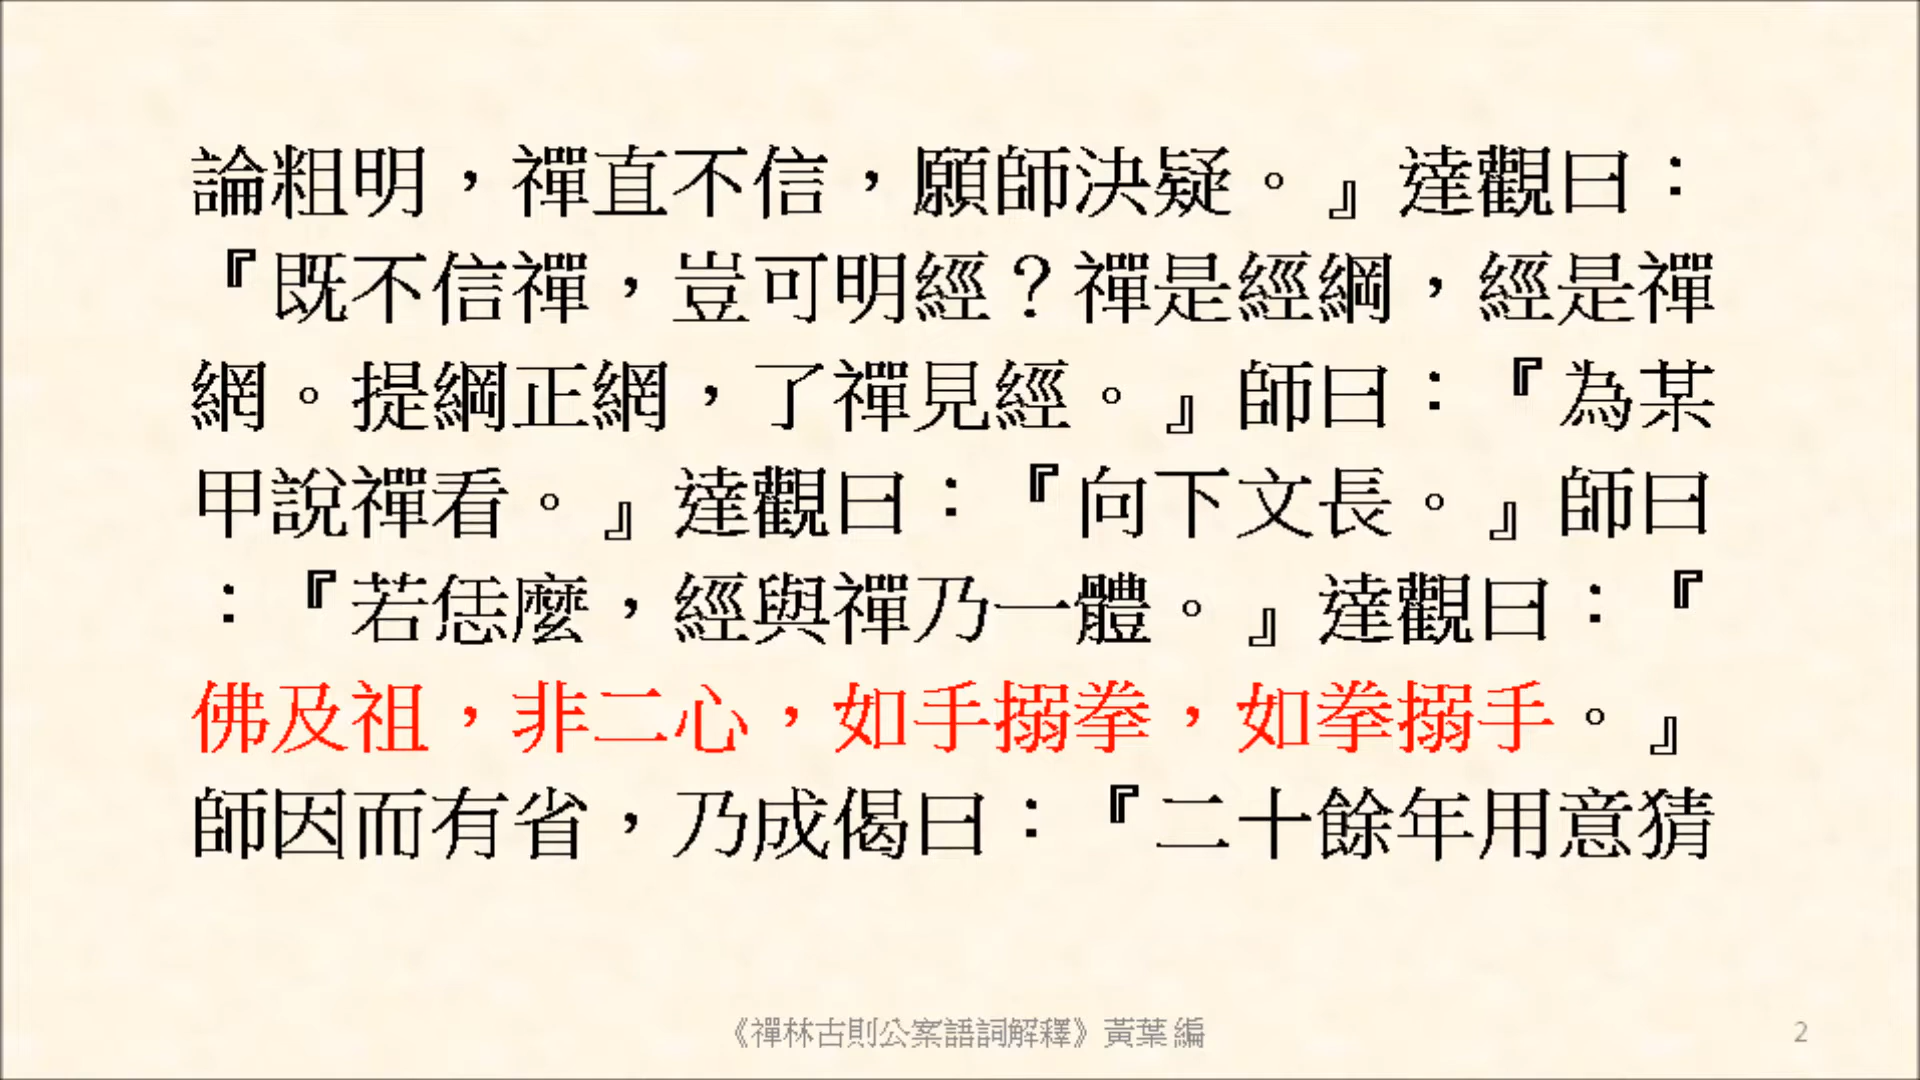 論粗明，禪直不信，願師決疑。』達觀曰：
『既不信禪，豈可明經？禪是經綱，經是禪
網。提綱正網，了禪見經。』師曰：『為某
甲說禪看。』達觀曰：『向下文長。』師曰
：『若恁麼，經與禪乃一體。』達觀曰：『
佛及祖，非二心，如手搦拳，如拳搦手。』
師因而有省，乃成偈曰：『二十餘年用意猜
《禪林古則公案語詞解釋》黃葉 編
2